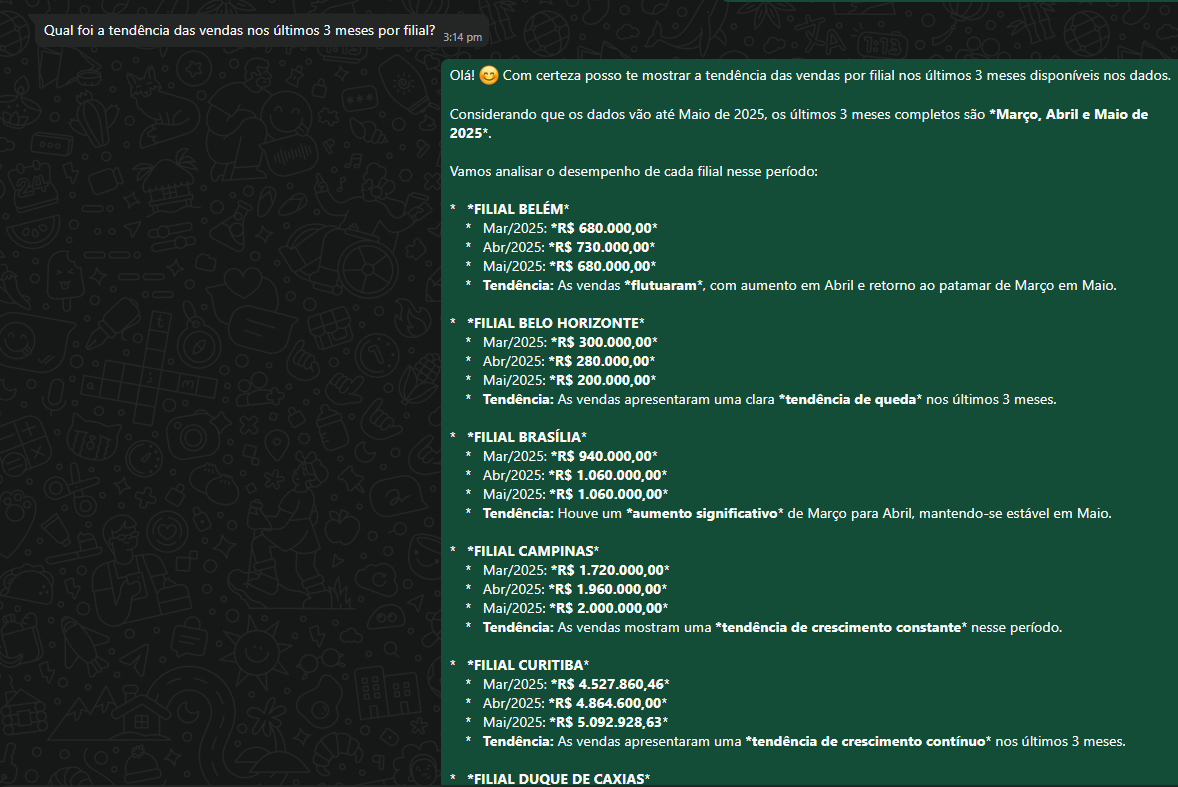 Qual foi a tendência das vendas nos últimos 3 meses por filial? 3:14 pm
Olá! 😊 Com certeza posso te mostrar a tendência das vendas por filial nos últimos 3 meses disponíveis nos dados.
Considerando que os dados vão até Maio de 2025, os últimos 3 meses completos são *Março, Abril e Maio de
2025*.
Vamos analisar o desempenho de cada filial nesse período:
* *FILIAL BELÉM*
* Mar/2025: *R$ 680.000,00*
* Abr/2025: *R$ 730.000,00*
* Mai/2025: *R$ 680.000,00*
* Tendência: As vendas *flutuaram*, com aumento em Abril e retorno ao patamar de Março em Maio.
* *FILIAL BELO HORIZONTE*
* Mar/2025: *R$ 300.000,00*
* Abr/2025: *R$ 280.000,00*
* Mai/2025: *R$ 200.000,00*
* Tendência: As vendas apresentaram uma clara *tendência de queda* nos últimos 3 meses.
* *FILIAL BRASÍLIA*
* Mar/2025: *R$ 940.000,00*
* Abr/2025: *R$ 1.060.000,00*
* Mai/2025: *R$ 1.060.000,00*
* Tendência: Houve um *aumento significativo* de Março para Abril, mantendo-se estável em Maio.
* *FILIAL CAMPINAS*
* Mar/2025: *R$ 1.720.000,00*
* Abr/2025: *R$ 1.960.000,00*
* Mai/2025: *R$ 2.000.000,00*
* Tendência: As vendas mostram uma *tendência de crescimento constante* nesse período.
* *FILIAL CURITIBA*
* Mar/2025: *R$ 4.527.860,46*
* Abr/2025: *R$ 4.864.600,00*
* Mai/2025: *R$ 5.092.928,63*
* Tendência: As vendas apresentaram uma *tendência de crescimento contínuo* nos últimos 3 meses.
* *FILIAL DUQUE DE CAXIAS*